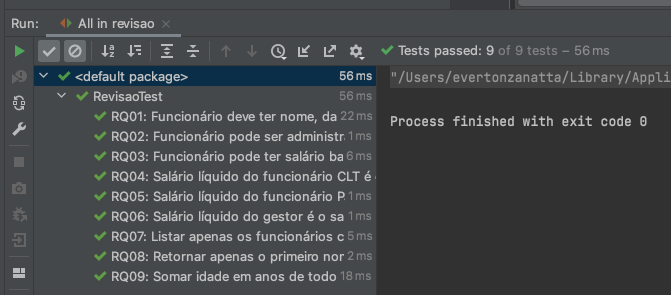 Run: All in revisao
Tests passed: 9 of 9 tests – 56 ms
<default package> 56 ms
"/Users/evertonzanatta/Library/Appli
RevisaoTest 56 ms
RQ01: Funcionário deve ter nome, da 22 ms
Process finished with exit code 0
RQ02: Funcionário pode ser administr. 1 ms
RQ03: Funcionário pode ter salário ba 6 ms
RQ04: Salário líquido do funcionário CLT é
RQ05: Salário líquido do funcionário P 1 ms
RQ06: Salário líquido do gestor é o sa 1 ms
RQ07: Listar apenas os funcionários c 5 ms
RQ08: Retornar apenas o primeiro nor 2 ms
RQ09: Somar idade em anos de todo 18 ms